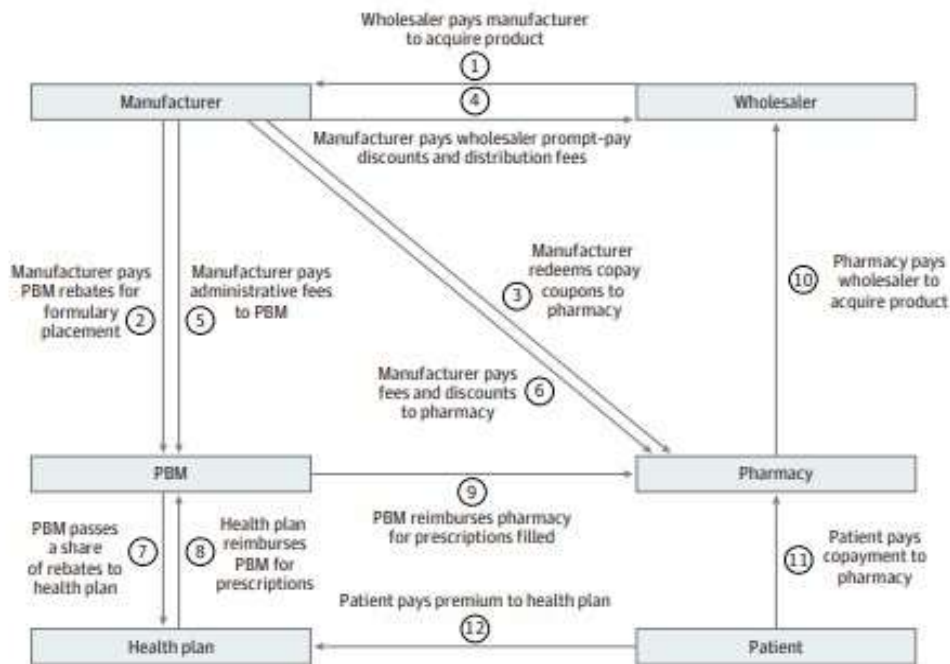 Wholesaler pays manufacturer
to acquire product
1
Manufacturer
4
Wholesaler
Manufacturer pays wholesaler prompt-pay
discounts and distribution fees
Manufacturer pays
PBM rebates for
formulary
placement
2
5
Manufacturer pays
administrative fees
to PBM
Manufacturer
redeems copay
coupons to
pharmacy
3
10
Pharmacy pays
wholesaler to
acquire product
Manufacturer pays
fees and discounts
to pharmacy
6
PBM
Pharmacy
9
PBM reimburses pharmacy
for prescriptions filled
PBM passes
a share
of rebates to
health plan
7
8
Health plan
reimburses
PBM for
prescriptions
11
Patient pays
copayment to
pharmacy
Patient pays premium to health plan
12
Health plan
Patient